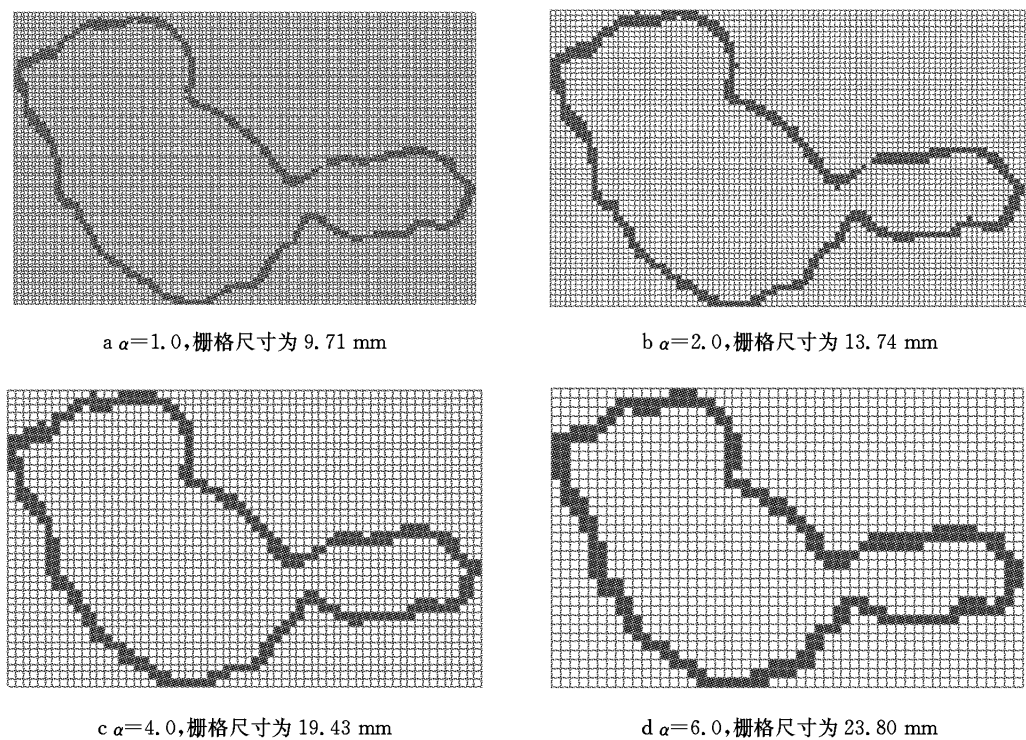 a α=1.0,栅格尺寸为 9.71 mm
b α=2.0,栅格尺寸为 13.74 mm
c α=4.0,栅格尺寸为 19.43 mm
d α=6.0,栅格尺寸为 23.80 mm